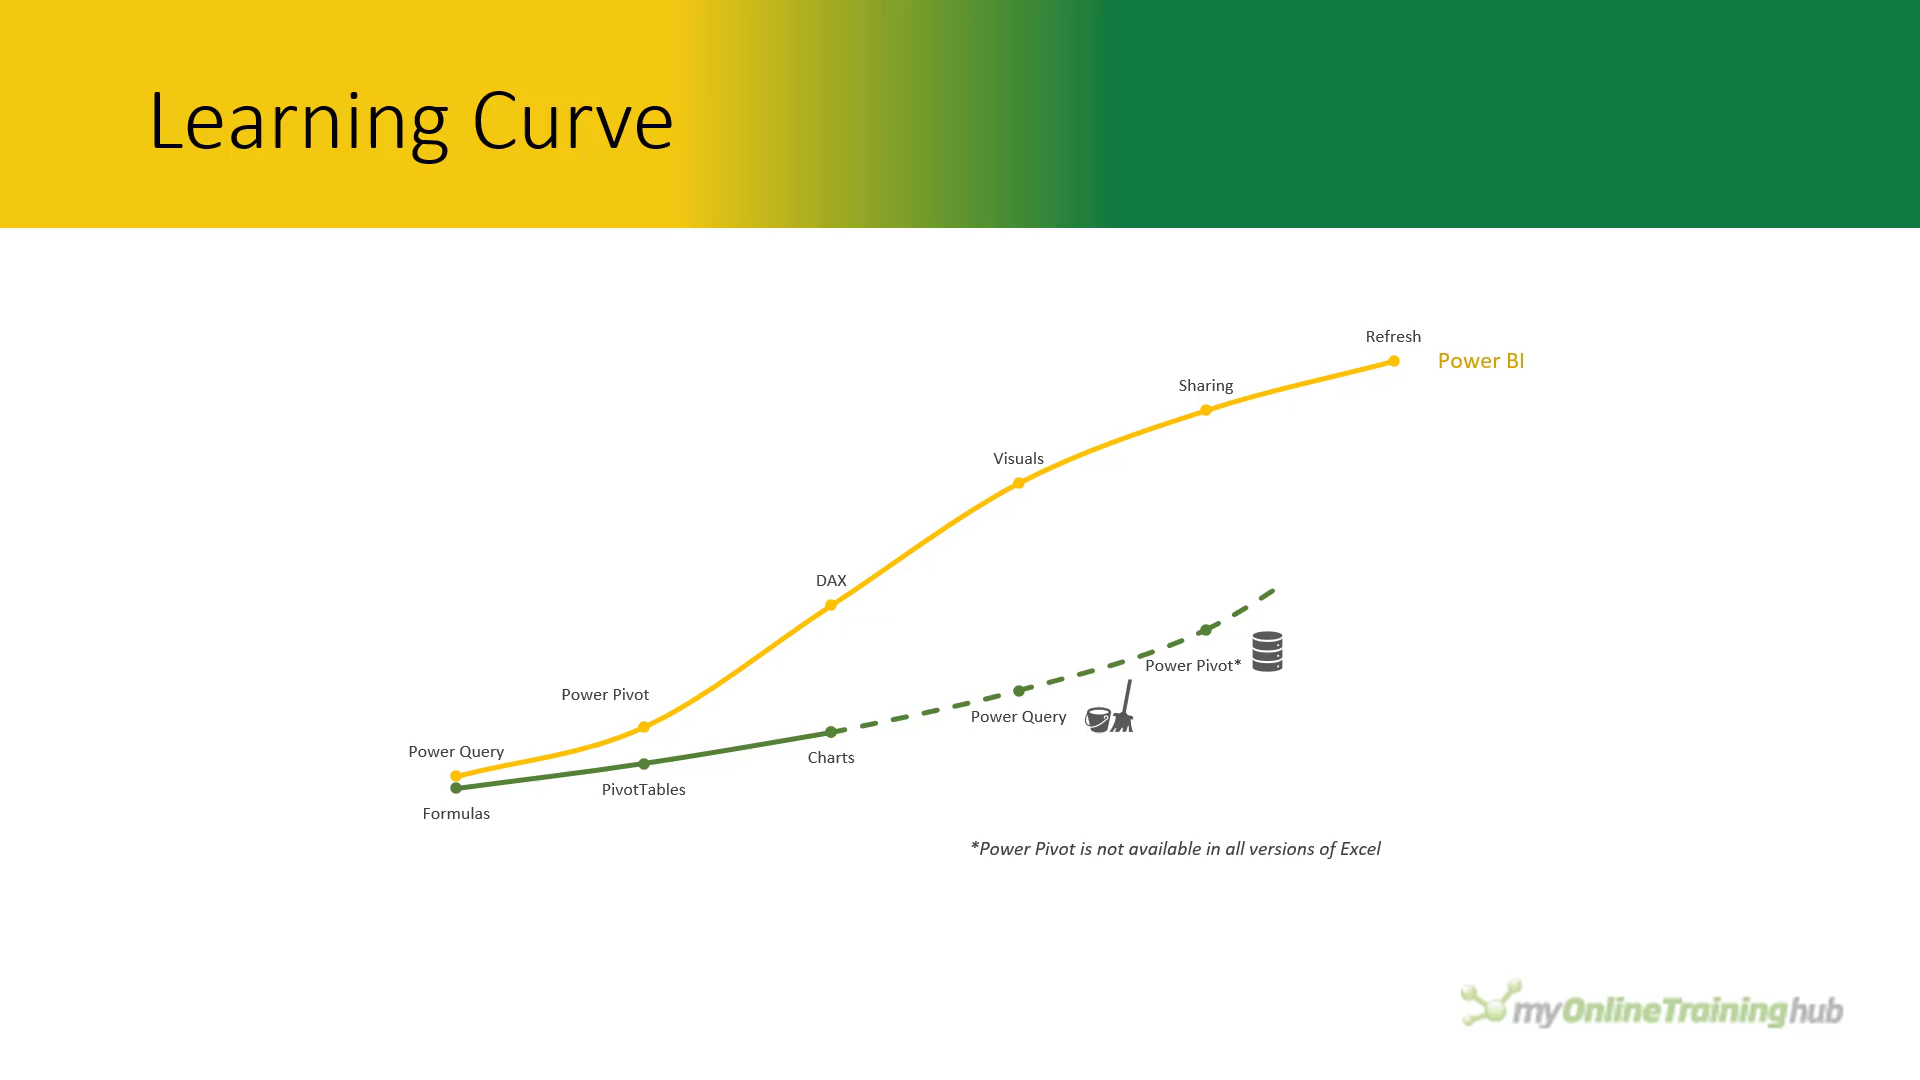 Learning Curve
Refresh
Power BI
Sharing
Visuals
DAX
Power Pivot
Power Pivot*
Power Query
Power Query
Charts
PivotTables
Formulas
*Power Pivot is not available in all versions of Excel
myOnlineTraininghub